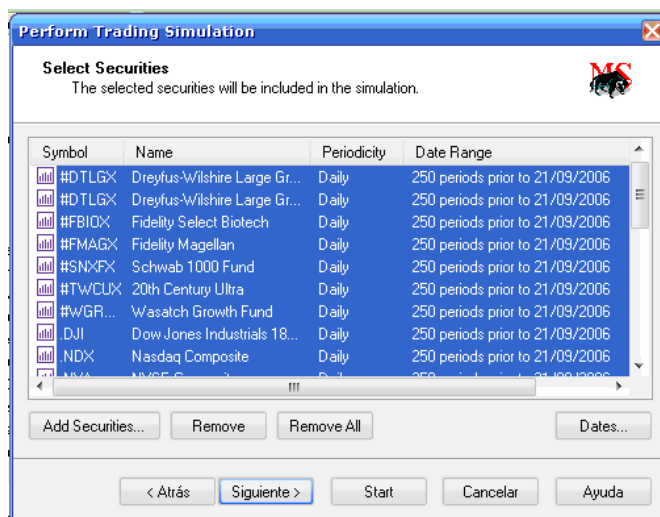 Perform Trading Simulation
Select Securities
The selected securities will be included in the simulation.
MS
Symbol Name Periodicity Date Range
#DTLGX Dreyfus-Wilshire Large Gr... Daily 250 periods prior to 21/09/2006
#DTLGX Dreyfus-Wilshire Large Gr... Daily 250 periods prior to 21/09/2006
#FBIOX Fidelity Select Biotech Daily 250 periods prior to 21/09/2006
#FMAGX Fidelity Magellan Daily 250 periods prior to 21/09/2006
#SNXFX Schwab 1000 Fund Daily 250 periods prior to 21/09/2006
#TWCUX 20th Century Ultra Daily 250 periods prior to 21/09/2006
#WGR... Wasatch Growth Fund Daily 250 periods prior to 21/09/2006
.DJI Dow Jones Industrials 18... Daily 250 periods prior to 21/09/2006
.NDX Nasdaq Composite Daily 250 periods prior to 21/09/2006
Add Securities... Remove Remove All Dates...
< Atrás Siguiente > Start Cancelar Ayuda